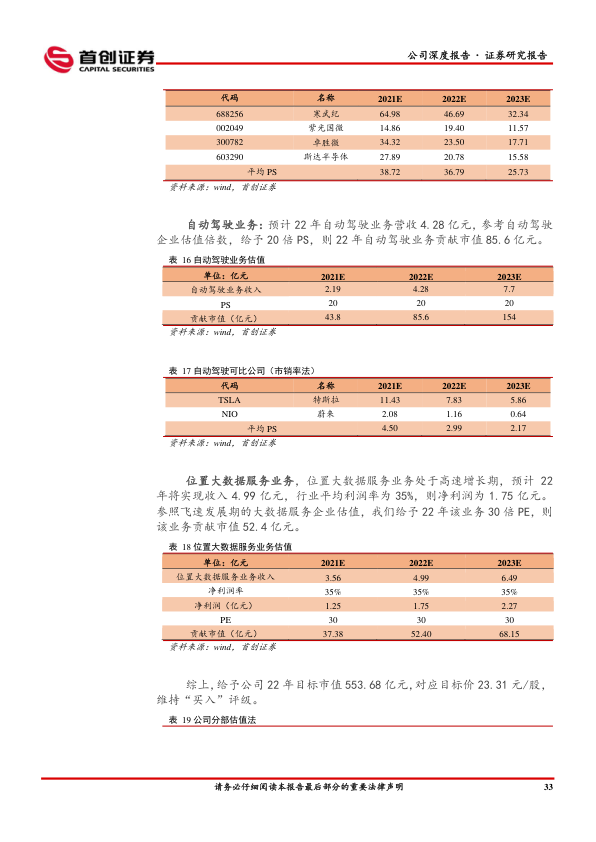 首创证券
CAPITAL SECURITIES
公司深度报告 · 证券研究报告
代码 名称 2021E 2022E 2023E
688256 寒武纪 64.98 46.69 32.34
002049 紫光国微 14.86 19.40 11.57
300782 卓胜微 34.32 23.50 17.71
603290 斯达半导体 27.89 20.78 15.58
平均 PS 38.72 36.79 25.73
资料来源：wind，首创证券
自动驾驶业务：预计 22 年自动驾驶业务营收 4.28 亿元，参考自动驾驶
企业估值倍数，给予 20 倍 PS，则 22 年自动驾驶业务贡献市值 85.6 亿元。
表 16 自动驾驶业务估值
单位：亿元 2021E 2022E 2023E
自动驾驶业务收入 2.19 4.28 7.7
PS 20 20 20
贡献市值（亿元） 43.8 85.6 154
资料来源：wind，首创证券
表 17 自动驾驶可比公司（市销率法）
代码 名称 2021E 2022E 2023E
TSLA 特斯拉 11.43 7.83 5.86
NIO 蔚来 2.08 1.16 0.64
平均 PS 4.50 2.99 2.17
资料来源：wind，首创证券
位置大数据服务业务，位置大数据服务业务处于高速增长期，预计 22
年将实现收入 4.99 亿元，行业平均利润率为 35%，则净利润为 1.75 亿元。
参照飞速发展期的大数据服务企业估值，我们给予 22 年该业务 30 倍 PE，则
该业务贡献市值 52.4 亿元。
表 18 位置大数据服务业务估值
单位：亿元 2021E 2022E 2023E
位置大数据服务业务收入 3.56 4.99 6.49
净利润率 35% 35% 35%
净利润（亿元） 1.25 1.75 2.27
PE 30 30 30
贡献市值（亿元） 37.38 52.40 68.15
资料来源：wind，首创证券
综上，给予公司 22 年目标市值 553.68 亿元，对应目标价 23.31 元/股，
维持“买入”评级。
表 19 公司分部估值法
请务必仔细阅读本报告最后部分的重要法律声明 33